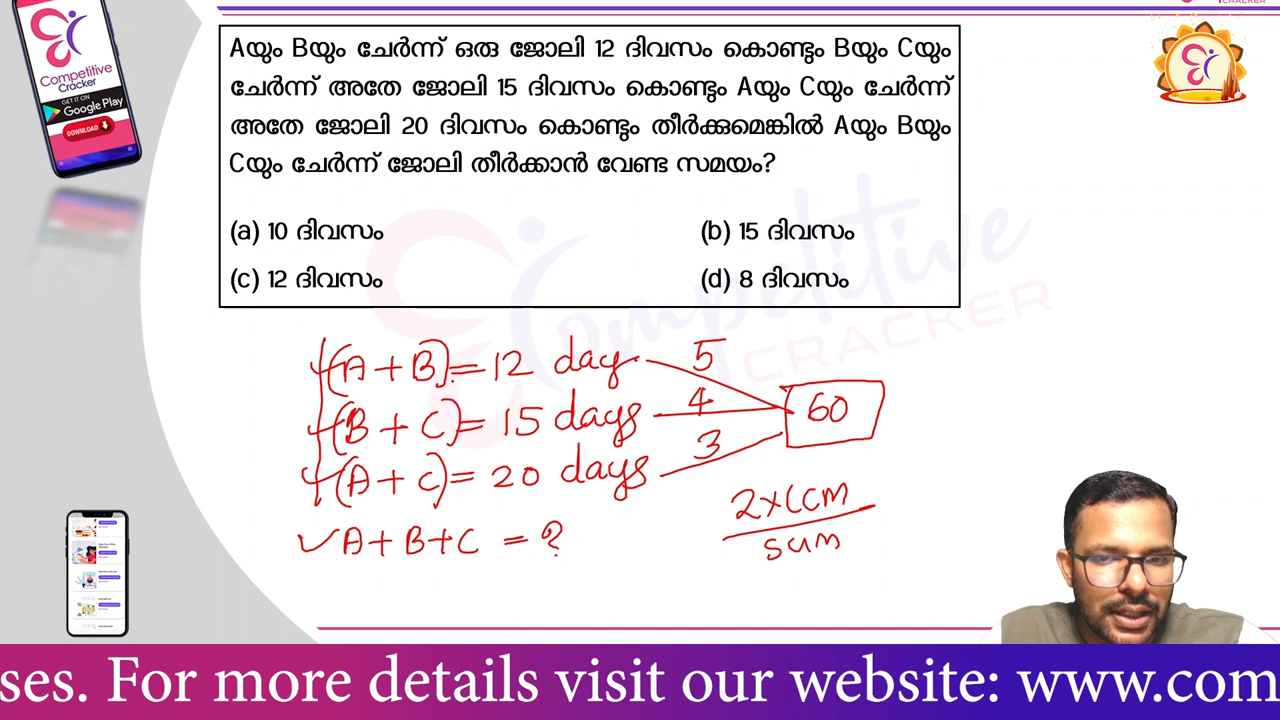 CRACKER
Competitive
Cracker
GET IT ON
Google Play
DOWNLOAD
Aയും Bയും ചേർന്ന് ഒരു ജോലി 12 ദിവസം കൊണ്ടും Bയും Cയും
ചേർന്ന് അതേ ജോലി 15 ദിവസം കൊണ്ടും Aയും Cയും ചേർന്ന്
അതേ ജോലി 20 ദിവസം കൊണ്ടും തീർക്കുമെങ്കിൽ Aയും Bയും
Cയും ചേർന്ന് ജോലി തീർക്കാൻ വേണ്ട സമയം?
(a) 10 ദിവസം (b) 15 ദിവസം
(c) 12 ദിവസം (d) 8 ദിവസം
Competitive
CRACKER
(A+B) = 12 day 5
(B + C) = 15 days 4 60
(A + C) = 20 days 3
A+B+C = ?
2×LCM
sum
ses. For more details visit our website: www.com